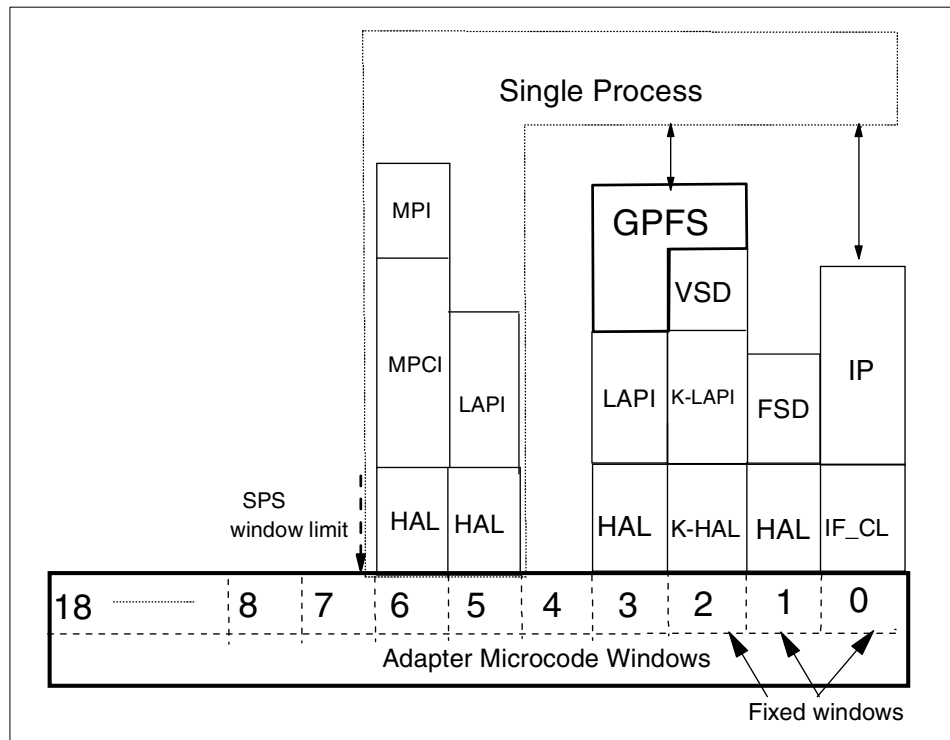 Single Process
MPI
GPFS
VSD
MPCI
IP
LAPI
LAPI
K-LAPI
FSD
SPS
window limit
HAL
HAL
HAL
K-HAL
HAL
IF_CL
18 8 7 6 5 4 3 2 1 0
Adapter Microcode Windows
Fixed windows